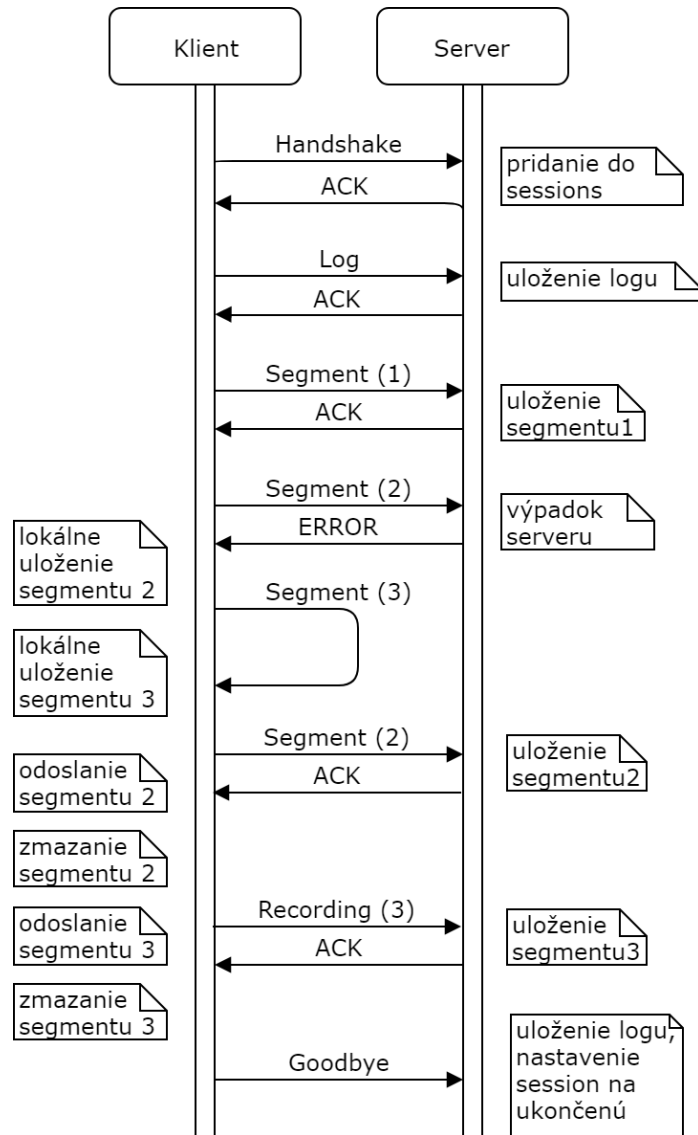 Klient
Server
Handshake
pridanie do
sessions
ACK
Log
uloženie logu
ACK
Segment (1)
uloženie
segmentu1
ACK
Segment (2)
výpadok
serveru
ERROR
lokálne
uloženie
segmentu 2
Segment (3)
lokálne
uloženie
segmentu 3
Segment (2)
uloženie
segmentu2
ACK
odoslanie
segmentu 2
zmazanie
segmentu 2
Recording (3)
odoslanie
segmentu 3
uloženie
segmentu3
ACK
zmazanie
segmentu 3
Goodbye
uloženie logu,
nastavenie
session na
ukončenú